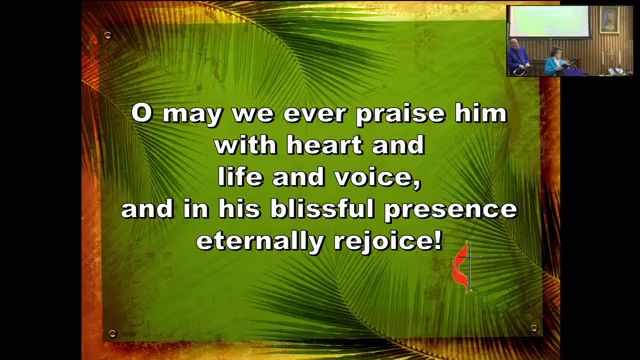 O may we ever praise him
with heart and
life and voice,
and in his blissful presence
eternally rejoice!